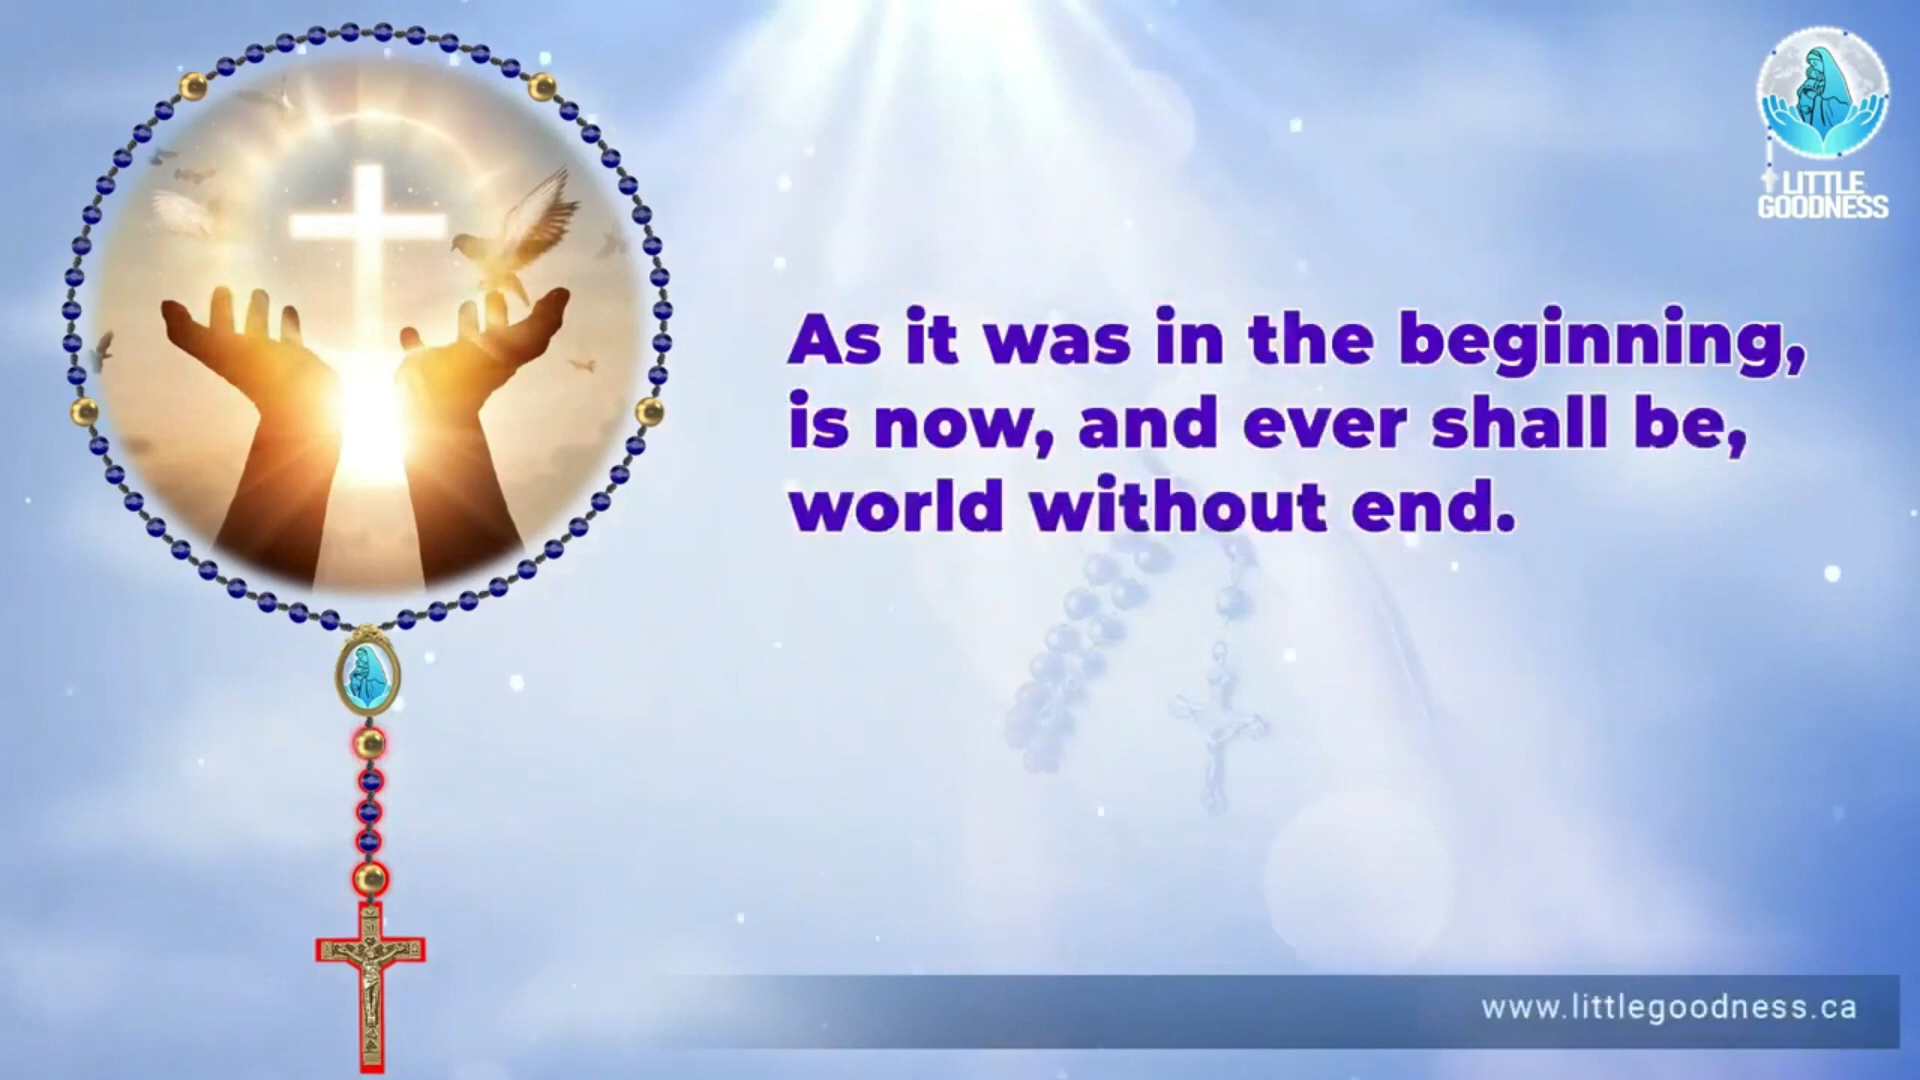 LITTLE
GOODNESS
As it was in the beginning,
is now, and ever shall be,
world without end.
www.littlegoodness.ca